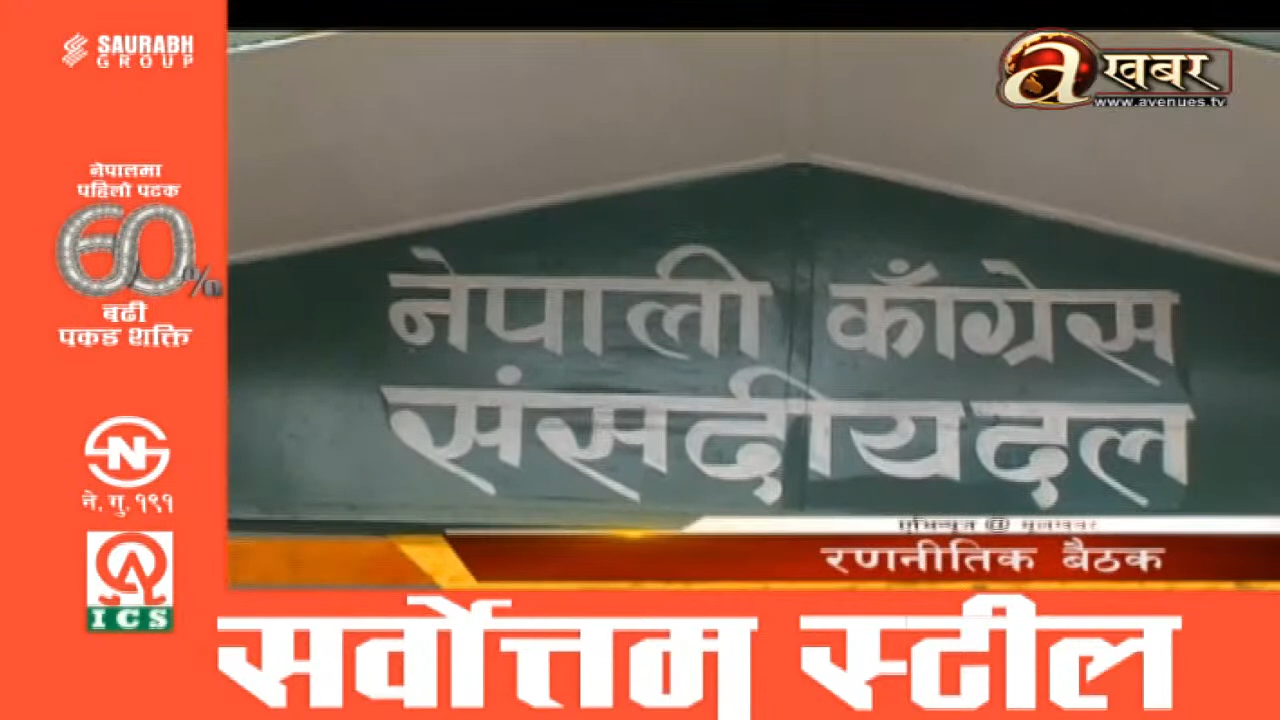 SAURABH
GROUP
नेपालमा
पहिलो पटक
60%
बढी
पकड शक्ति
NS
ने. गु. १९१
ICS
a खबर
www.avenues.tv
नेपाली काँग्रेस
संसदीयदल
रणनीतिक बैठक
सर्वोत्तम स्टील